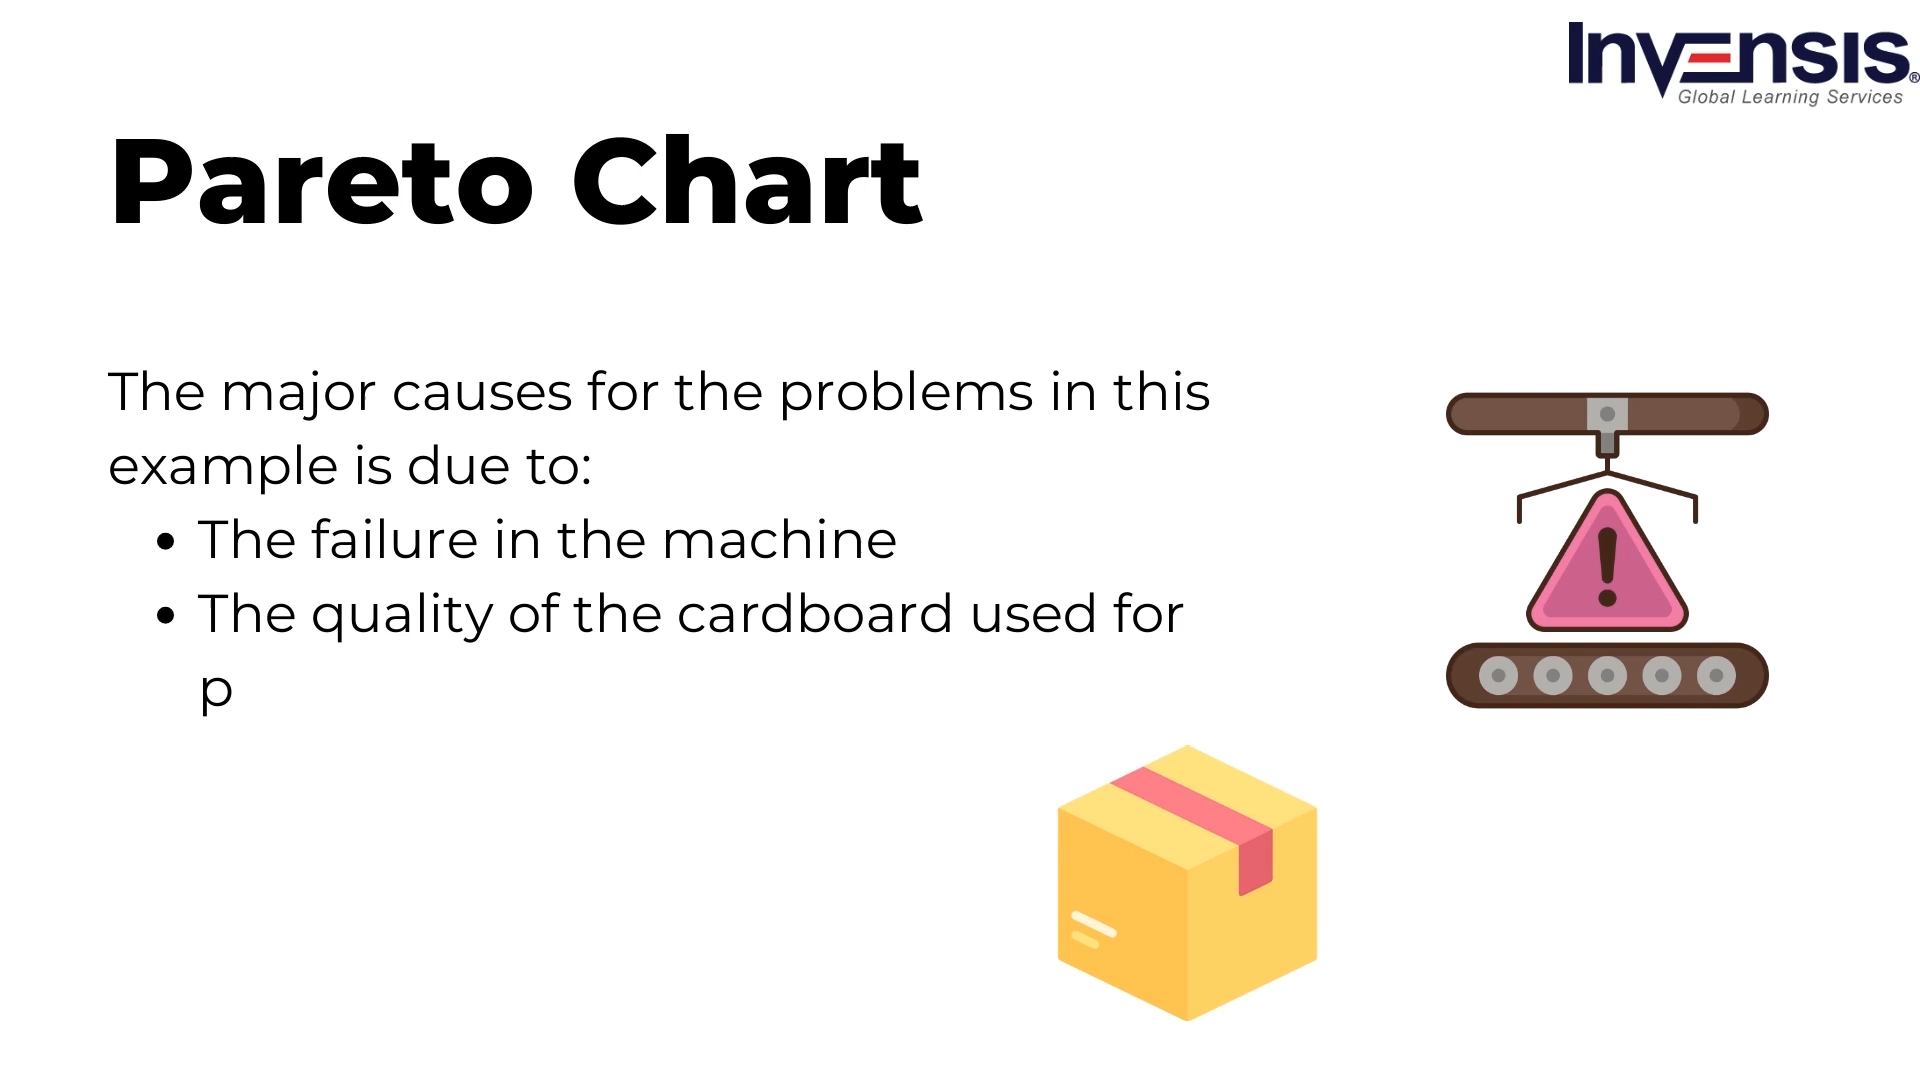 Invensis®
Global Learning Services
Pareto Chart
The major causes for the problems in this
example is due to:
• The failure in the machine
• The quality of the cardboard used for
p